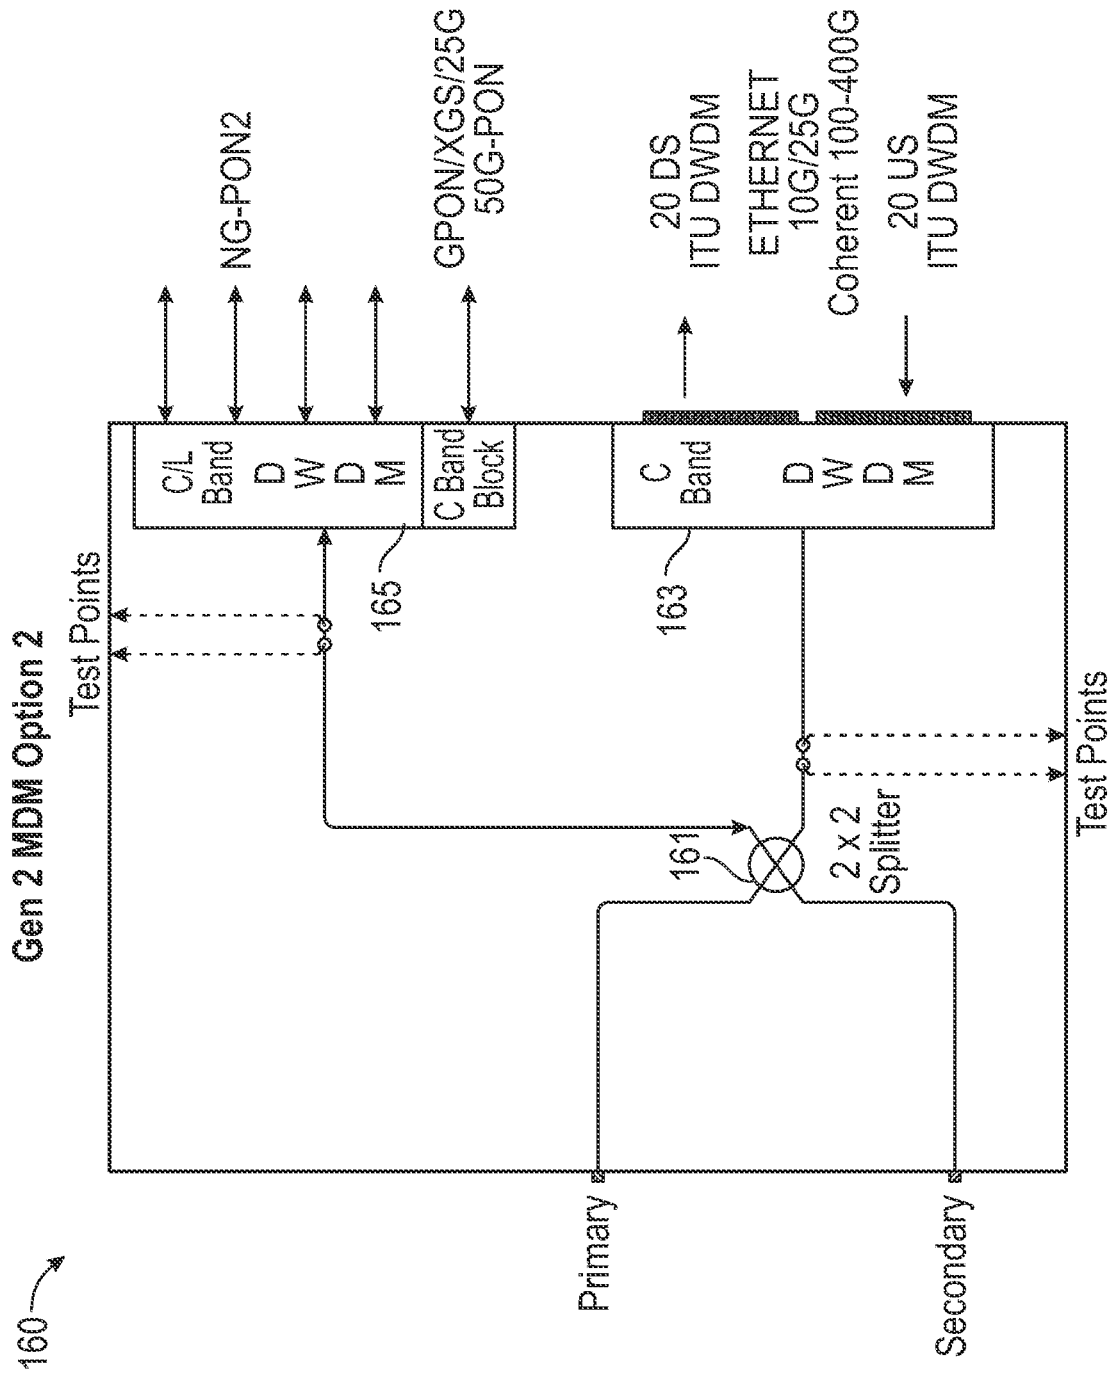 160
Gen 2 MDM Option 2
Test Points
NG-PON2
GPON/XGS/25G
50G-PON
20 DS
ITU DWDM
ETHERNET
10G/25G
Coherent 100-400G
20 US
ITU DWDM
C/L
Band
D
W
D
M
C Band
Block
165
C
Band
D
W
D
M
163
161
2 x 2
Splitter
Primary
Secondary
Test Points